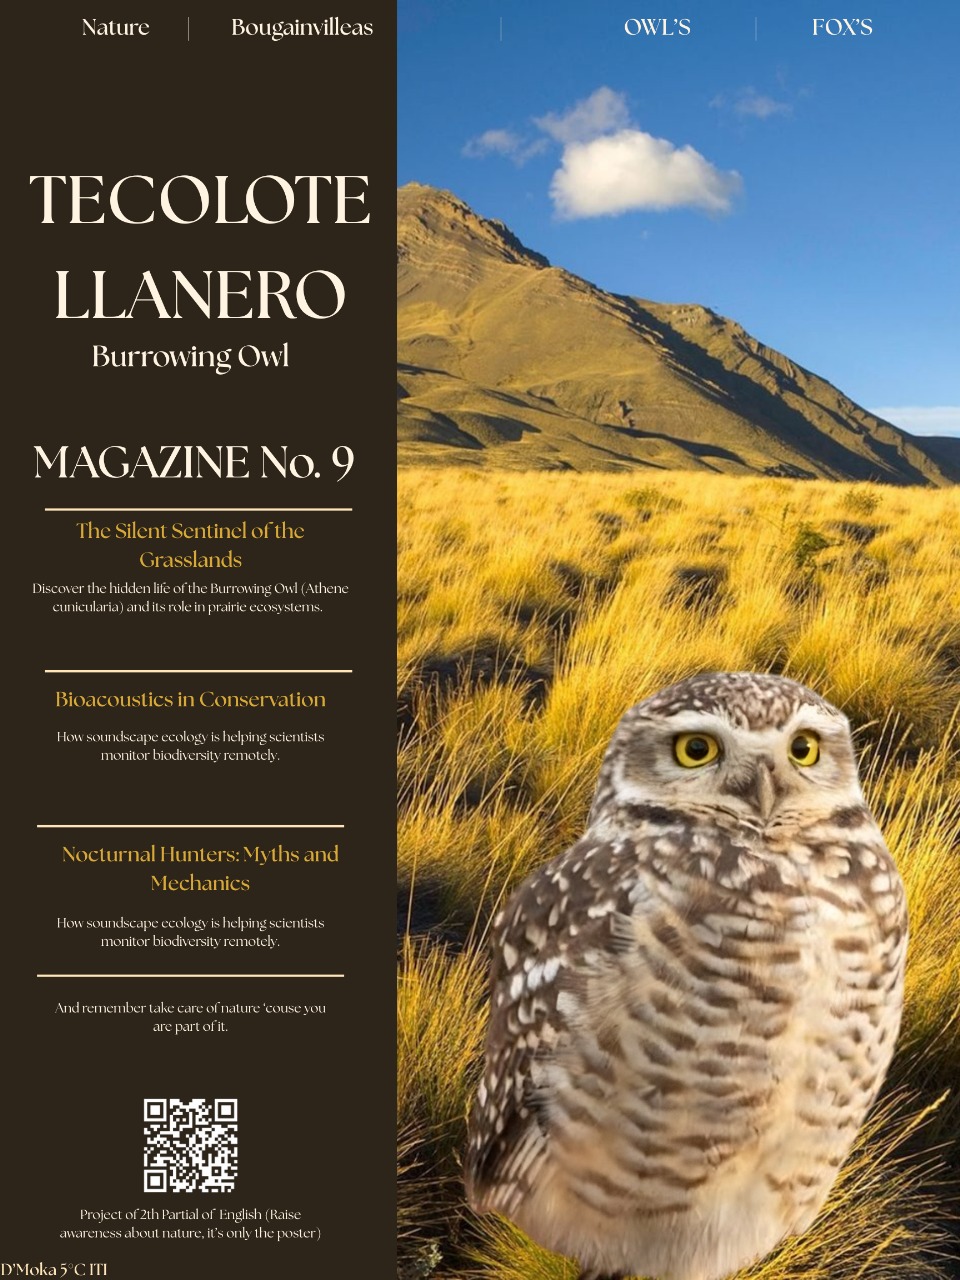 Nature | Bougainvilleas | OWL'S | FOX'S
TECOLOTE
LLANERO
Burrowing Owl
MAGAZINE No. 9
The Silent Sentinel of the
Grasslands
Discover the hidden life of the Burrowing Owl (Athene
cunicularia) and its role in prairie ecosystems.
Bioacoustics in Conservation
How soundscape ecology is helping scientists
monitor biodiversity remotely.
Nocturnal Hunters: Myths and
Mechanics
How soundscape ecology is helping scientists
monitor biodiversity remotely.
And remember take care of nature ‘couse you
are part of it.
Project of 2th Partial of English (Raise
awareness about nature, it’s only the poster)
D’Moka 5°C ITI